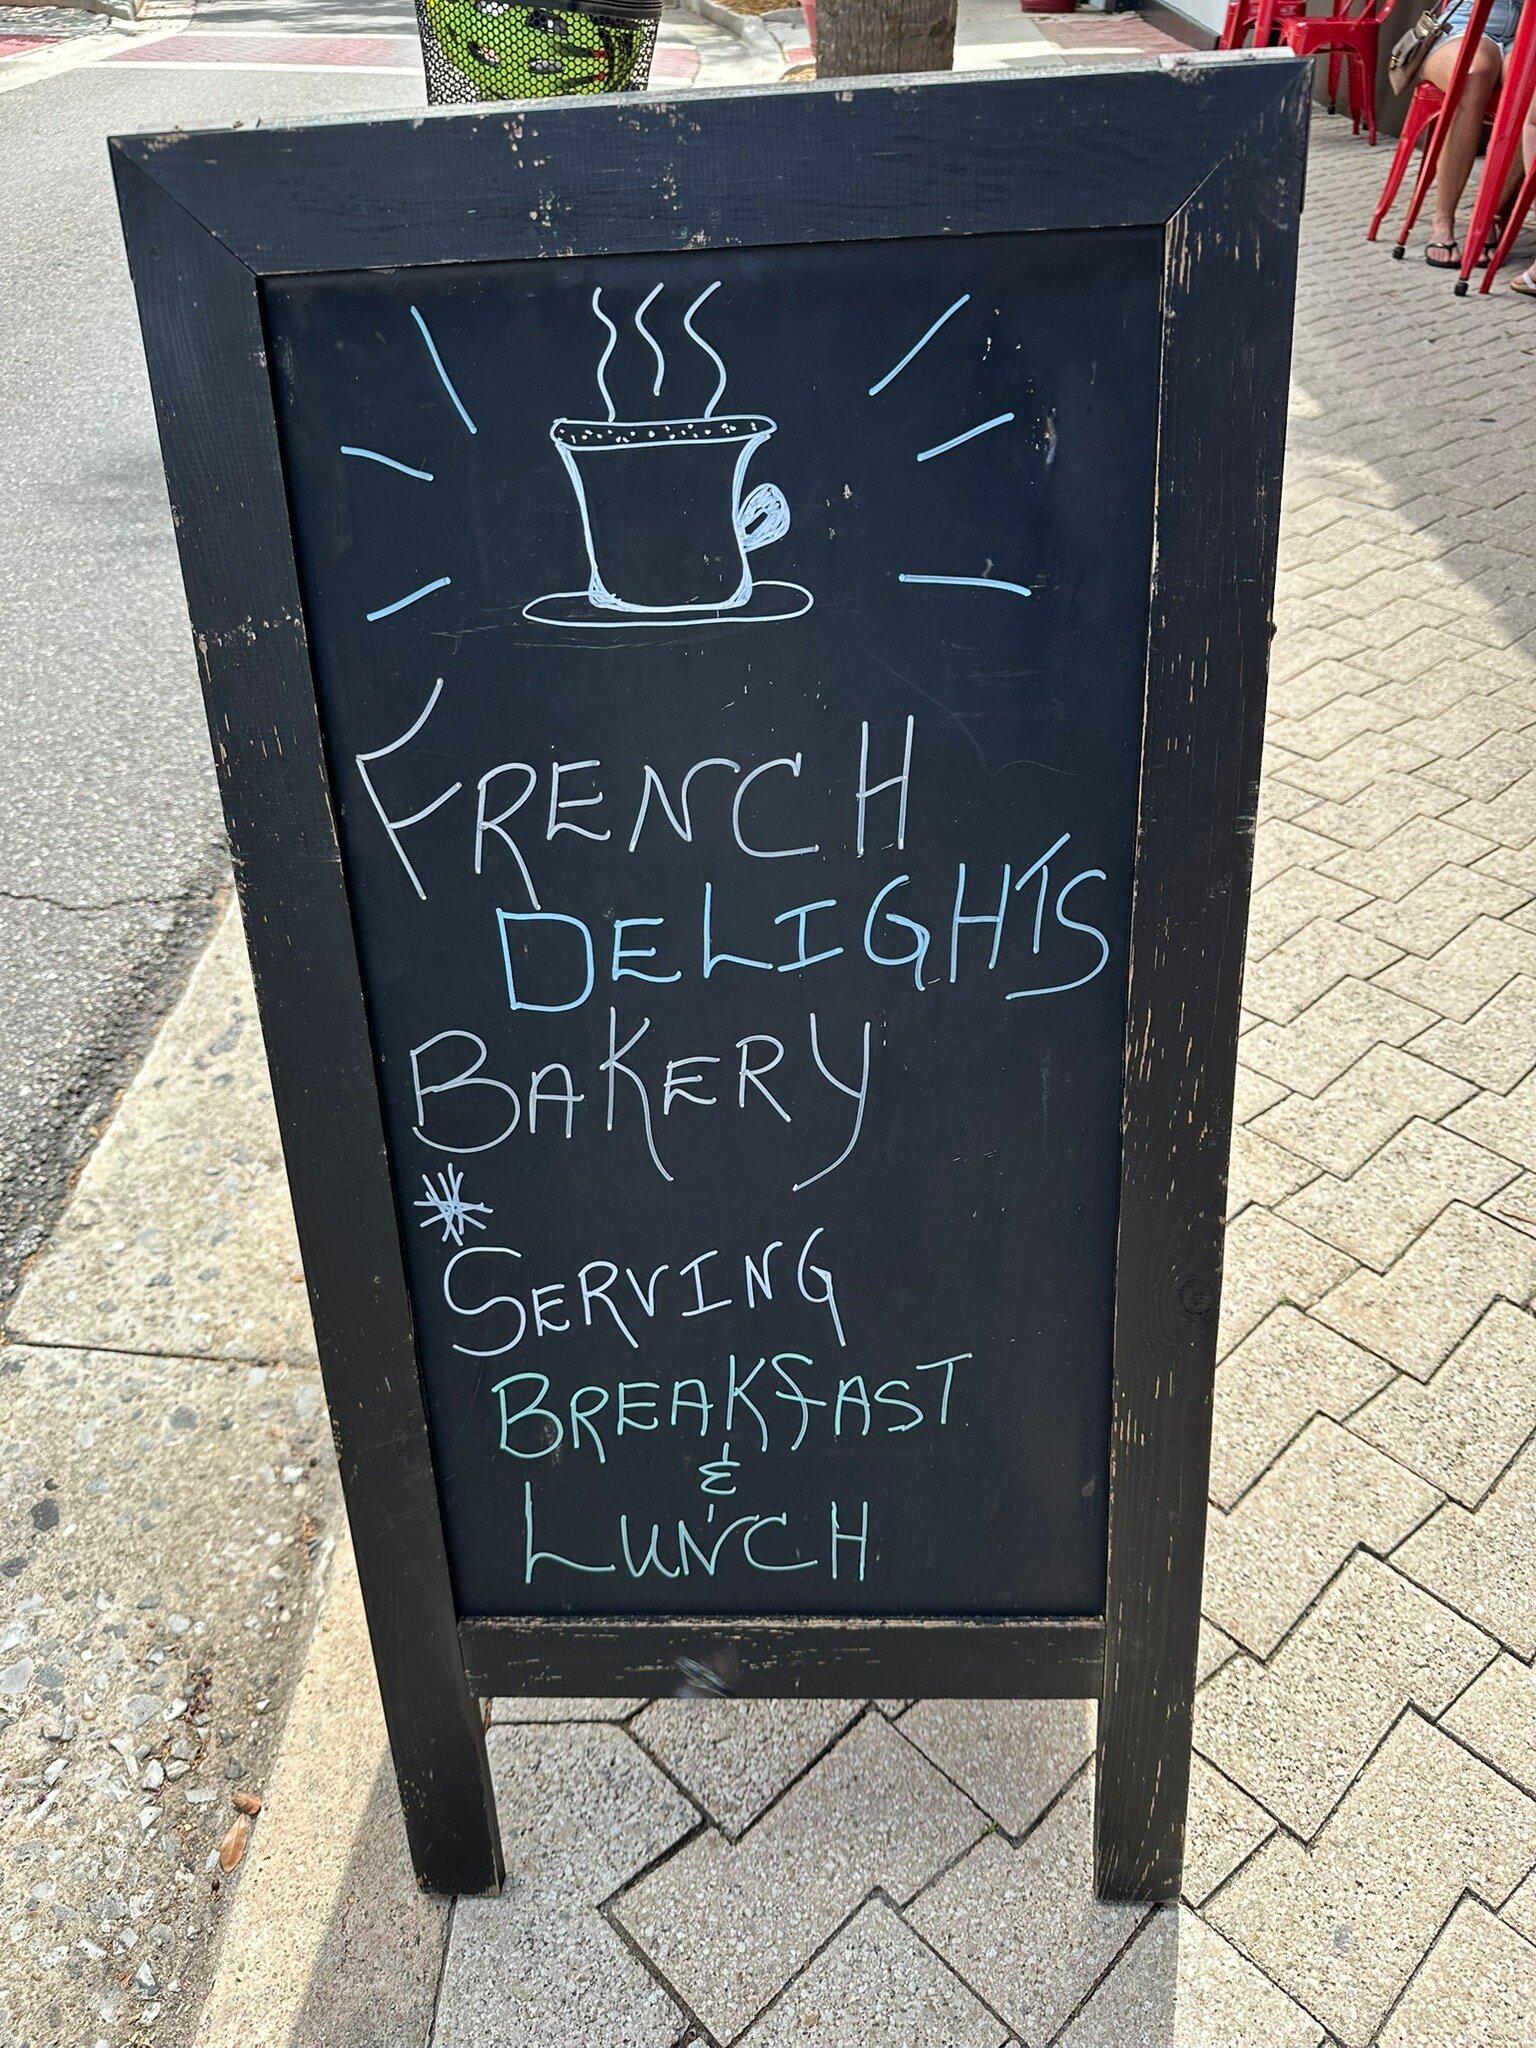 FRENCH
DELIGHTS
BAKERY
*
SERVING
BREAKFAST
&
LUNCH